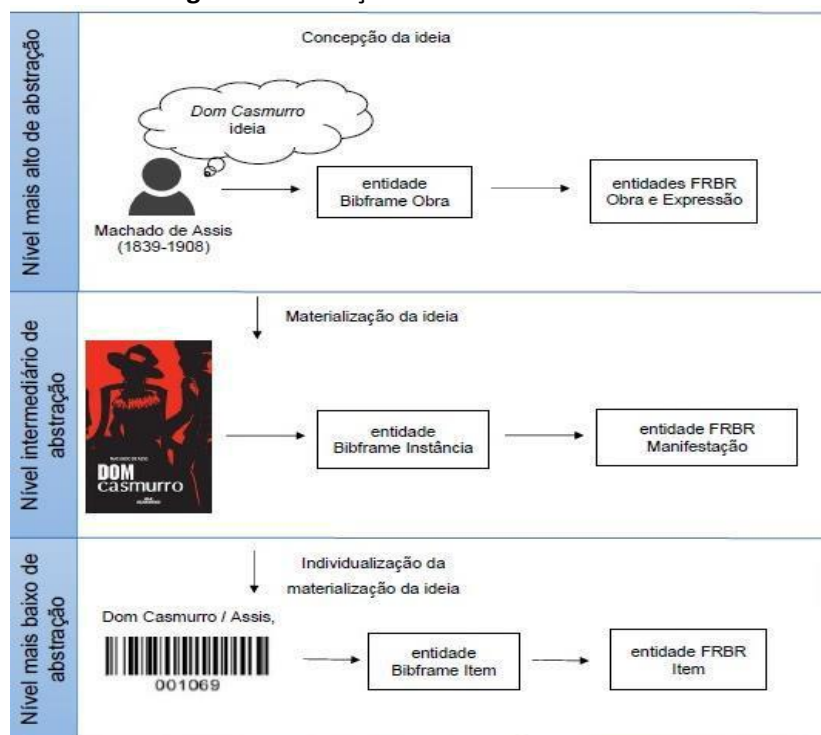 Nível mais alto de abstração
Concepção da ideia
Dom Casmurro
ideia
Machado de Assis
(1839-1908)
entidade
Bibframe Obra
entidades FRBR
Obra e Expressão
Nível intermediário de
abstração
Materialização da ideia
MACHADO DE ASSIS
DOM
casmurro
entidade
Bibframe Instância
entidade FRBR
Manifestação
Nível mais baixo de
abstração
Individualização da
materialização da ideia
Dom Casmurro / Assis,
001069
entidade
Bibframe Item
entidade FRBR
Item